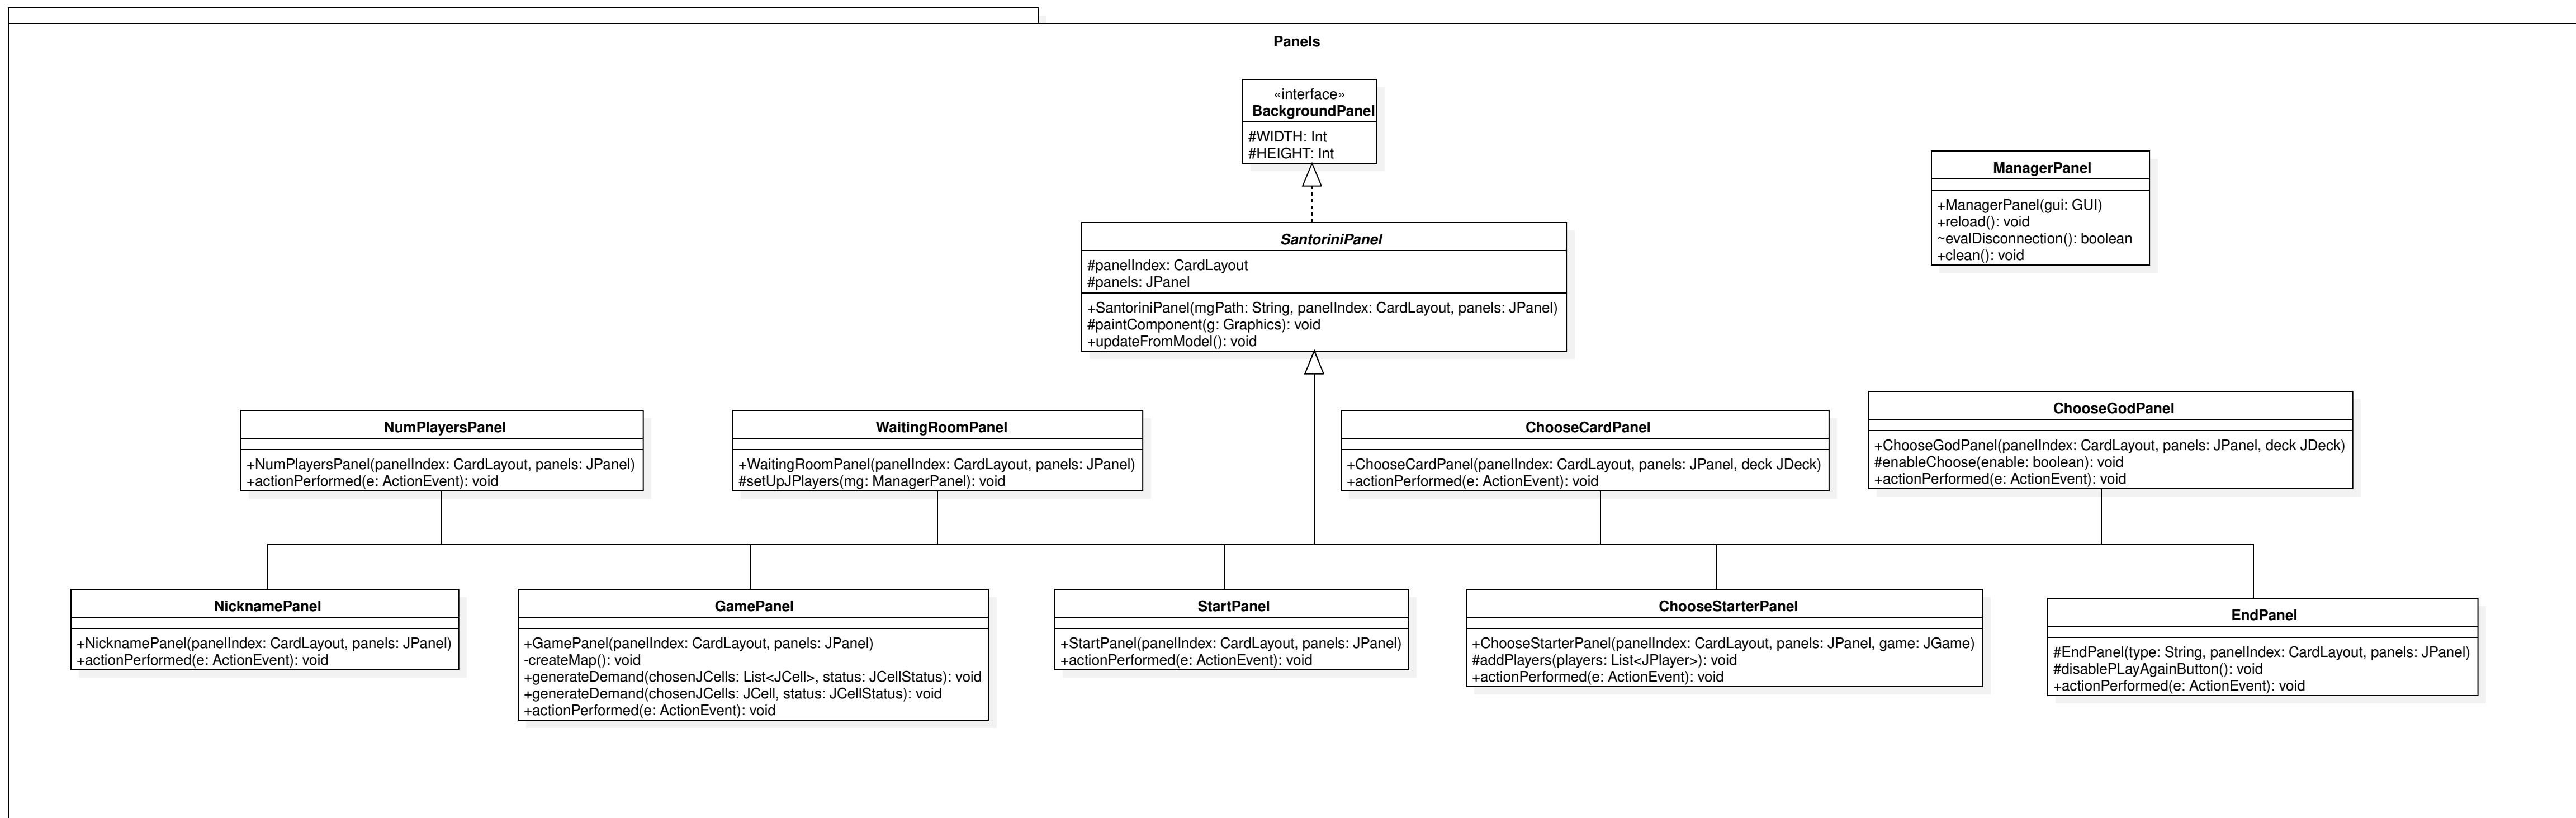 Panels
«interface»
BackgroundPanel
#WIDTH: Int
#HEIGHT: Int
ManagerPanel
+ManagerPanel(gui: GUI)
+reload(): void
~evalDisconnection(): boolean
+clean(): void
SantoriniPanel
#panelIndex: CardLayout
#panels: JPanel
+SantoriniPanel(mgPath: String, panelIndex: CardLayout, panels: JPanel)
#paintComponent(g: Graphics): void
+updateFromModel(): void
NumPlayersPanel
+NumPlayersPanel(panelIndex: CardLayout, panels: JPanel)
+actionPerformed(e: ActionEvent): void
WaitingRoomPanel
+WaitingRoomPanel(panelIndex: CardLayout, panels: JPanel)
#setUpJPlayers(mg: ManagerPanel): void
ChooseCardPanel
+ChooseCardPanel(panelIndex: CardLayout, panels: JPanel, deck JDeck)
+actionPerformed(e: ActionEvent): void
ChooseGodPanel
+ChooseGodPanel(panelIndex: CardLayout, panels: JPanel, deck JDeck)
#enableChoose(enable: boolean): void
+actionPerformed(e: ActionEvent): void
NicknamePanel
+NicknamePanel(panelIndex: CardLayout, panels: JPanel)
+actionPerformed(e: ActionEvent): void
GamePanel
+GamePanel(panelIndex: CardLayout, panels: JPanel)
-createMap(): void
+generateDemand(chosenJCells: List<JCell>, status: JCellStatus): void
+generateDemand(chosenJCells: JCell, status: JCellStatus): void
+actionPerformed(e: ActionEvent): void
StartPanel
+StartPanel(panelIndex: CardLayout, panels: JPanel)
+actionPerformed(e: ActionEvent): void
ChooseStarterPanel
+ChooseStarterPanel(panelIndex: CardLayout, panels: JPanel, game: JGame)
#addPlayers(players: List<JPlayer>): void
+actionPerformed(e: ActionEvent): void
EndPanel
#EndPanel(type: String, panelIndex: CardLayout, panels: JPanel)
#disablePLayAgainButton(): void
+actionPerformed(e: ActionEvent): void